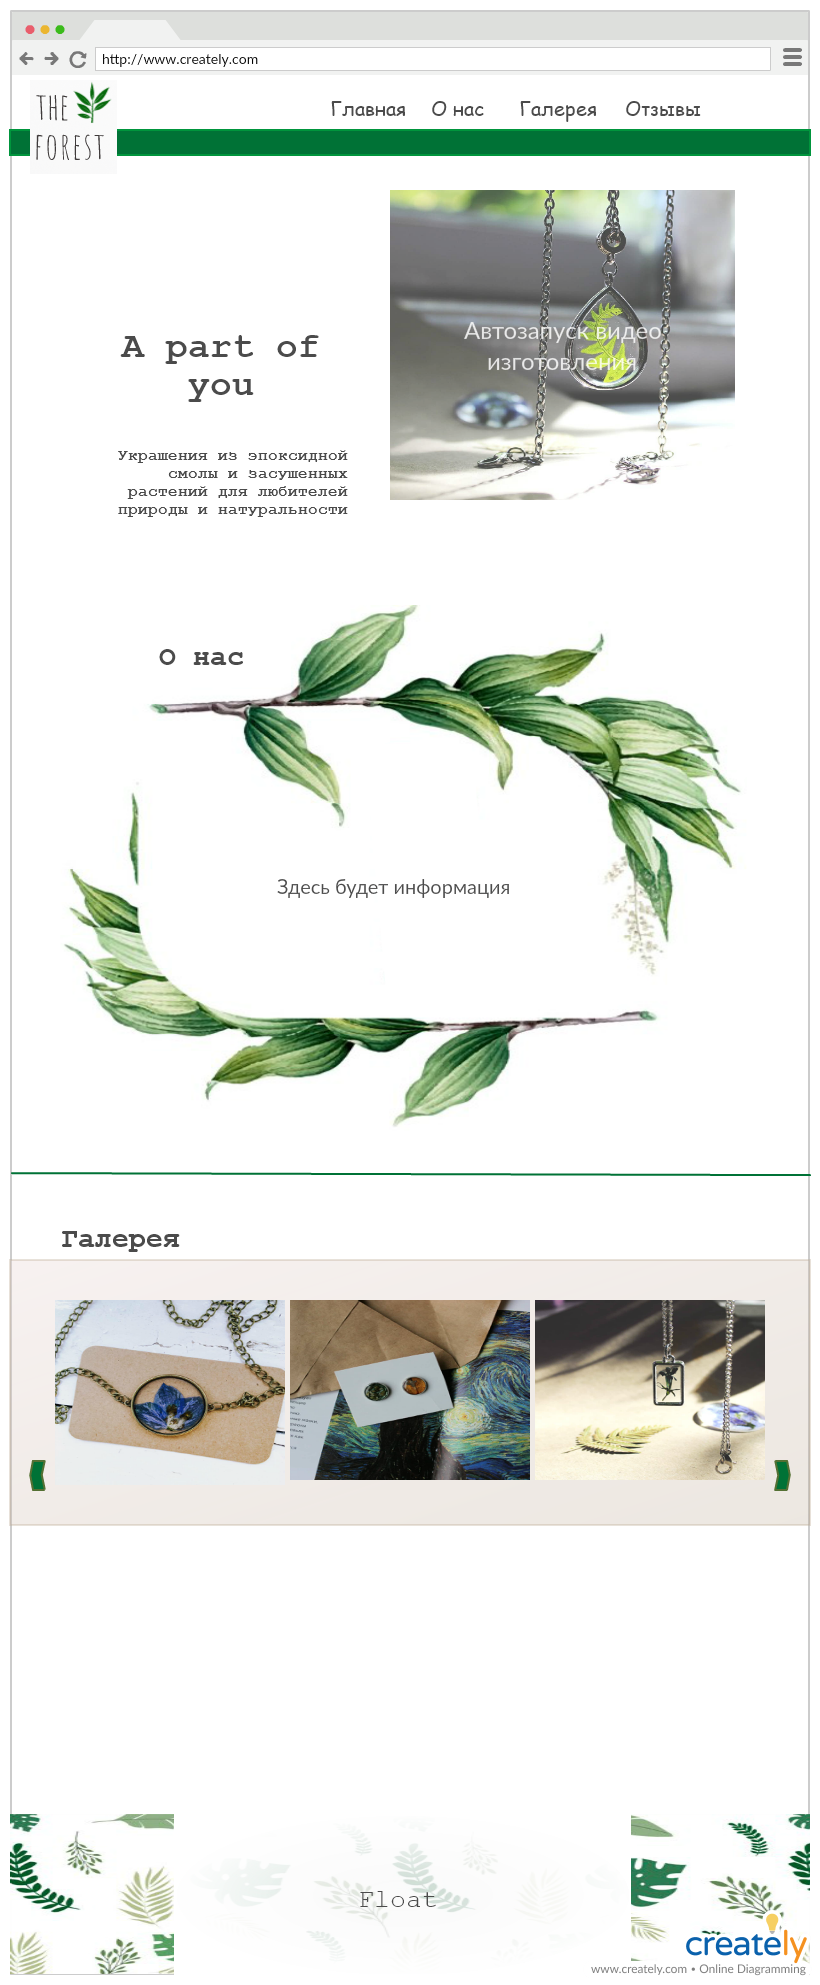 http://www.creately.com
THE
FOREST
Главная О нас Галерея Отзывы
Автозапуск видео
изготовления
A part of
you
Украшения из эпоксидной
смолы и засушенных
растений для любителей
природы и натуральности
О нас
Здесь будет информация
Галерея
Float
creately
www.creately.com • Online Diagramming